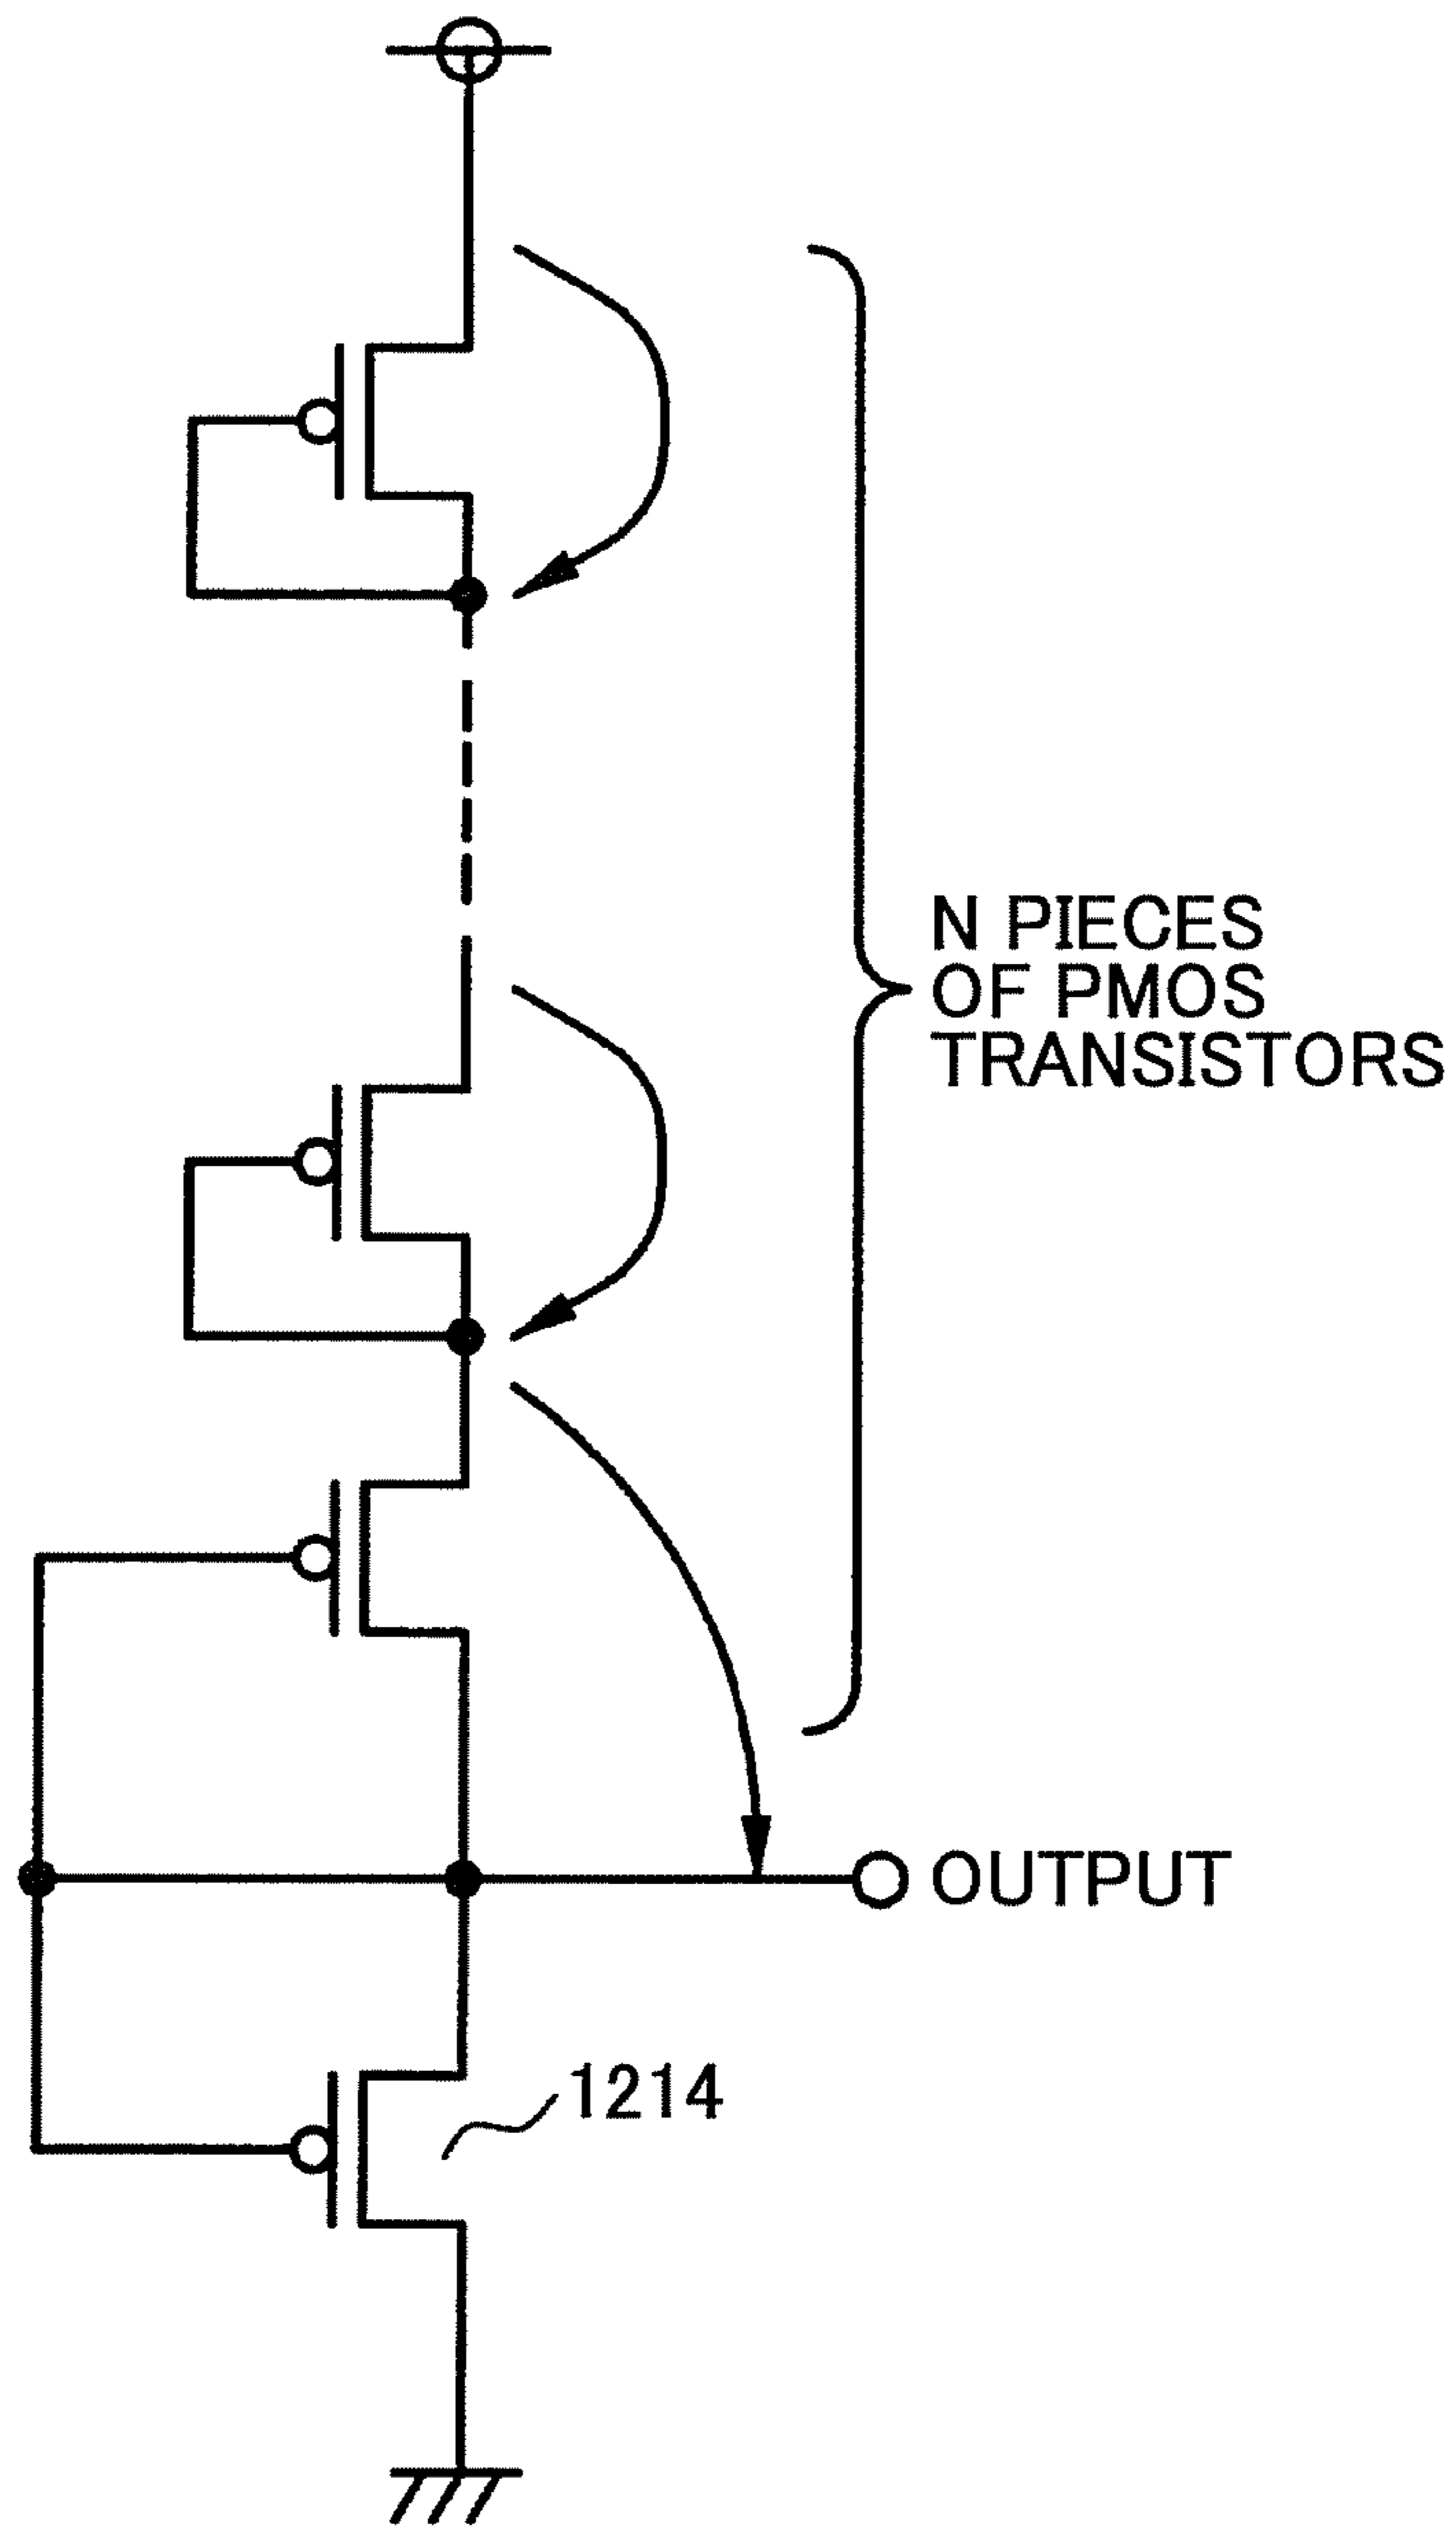 N PIECES
OF PMOS
TRANSISTORS
OUTPUT
1214